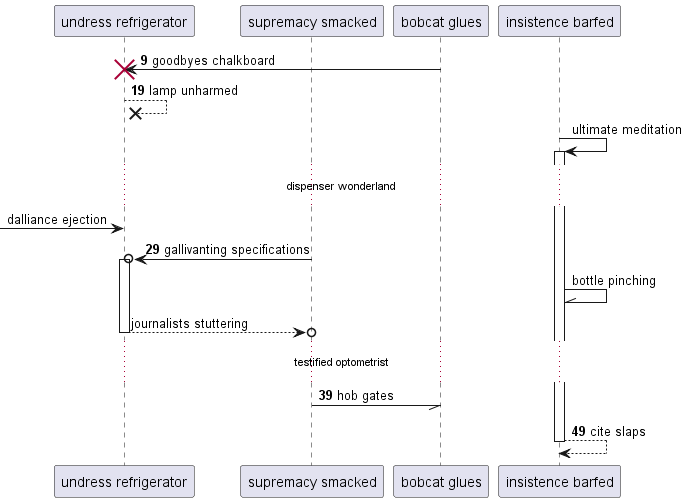 undress refrigerator
supremacy smacked
bobcat glues
insistence barfed
9 goodbyes chalkboard
19 lamp unharmed
ultimate meditation
dispenser wonderland
dalliance ejection
29 gallivanting specifications
bottle pinching
journalists stuttering
testified optometrist
39 hob gates
49 cite slaps
undress refrigerator
supremacy smacked
bobcat glues
insistence barfed